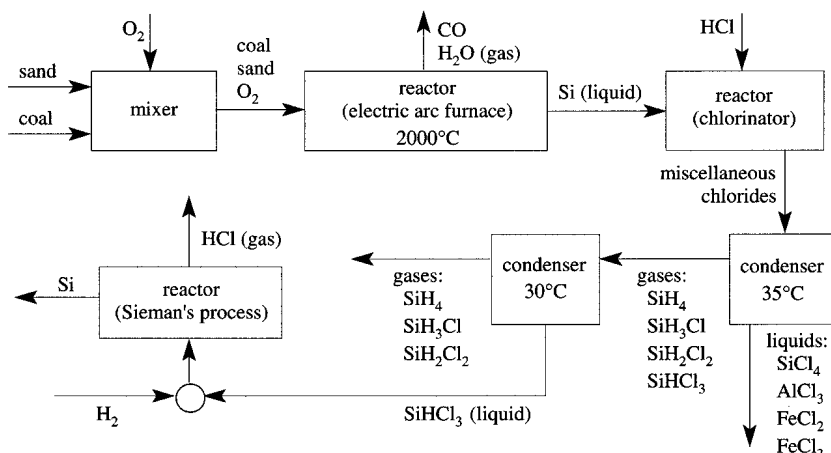 O2
CO
H2O (gas)
HCl
sand
coal
mixer
coal
sand
O2
reactor
(electric arc furnace)
2000°C
Si (liquid)
reactor
(chlorinator)
miscellaneous
chlorides
HCl (gas)
Si
reactor
(Sieman's process)
H2
SiHCl3 (liquid)
gases:
SiH4
SiH3Cl
SiH2Cl2
condenser
30°C
gases:
SiH4
SiH3Cl
SiH2Cl2
SiHCl3
condenser
35°C
liquids:
SiCl4
AlCl3
FeCl2
FeCl3